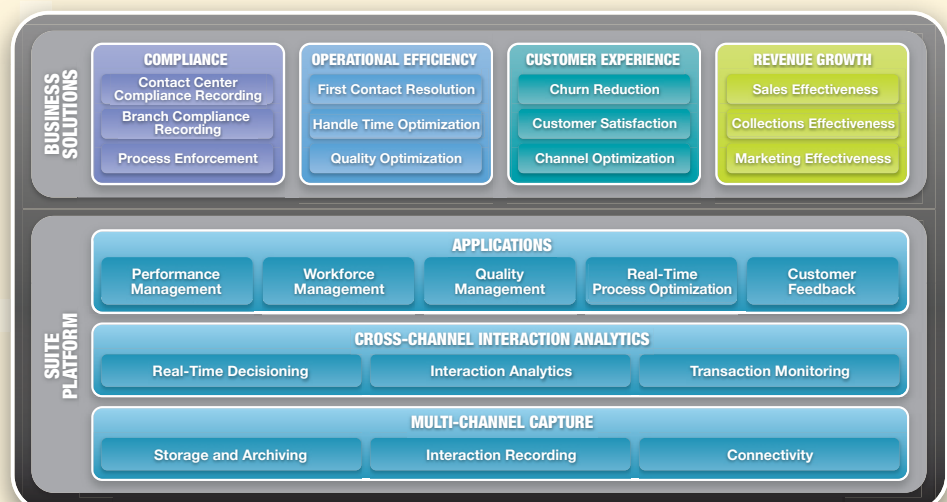 BUSINESS
SOLUTIONS
COMPLIANCE
Contact Center
Compliance Recording
Branch Compliance
Recording
Process Enforcement
OPERATIONAL EFFICIENCY
First Contact Resolution
Handle Time Optimization
Quality Optimization
CUSTOMER EXPERIENCE
Churn Reduction
Customer Satisfaction
Channel Optimization
REVENUE GROWTH
Sales Effectiveness
Collections Effectiveness
Marketing Effectiveness
SUITE
PLATFORM
APPLICATIONS
Performance
Management
Workforce
Management
Quality
Management
Real-Time
Process Optimization
Customer
Feedback
CROSS-CHANNEL INTERACTION ANALYTICS
Real-Time Decisioning
Interaction Analytics
Transaction Monitoring
MULTI-CHANNEL CAPTURE
Storage and Archiving
Interaction Recording
Connectivity